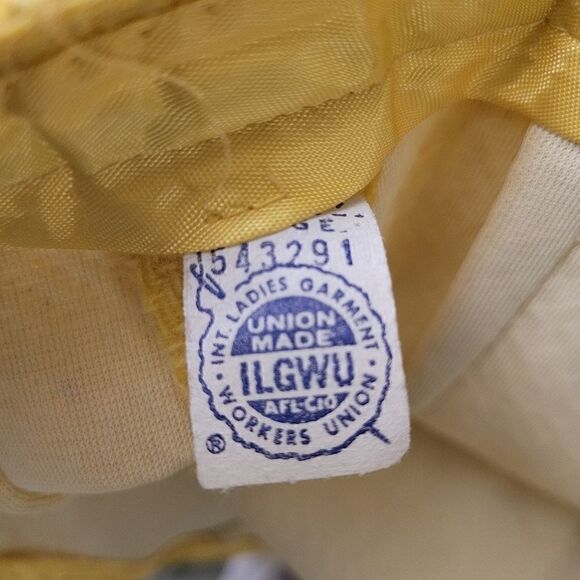 543291
INT. LADIES GARMENT
UNION
MADE
ILGWU
AFL-CIO
WORKERS UNION
®